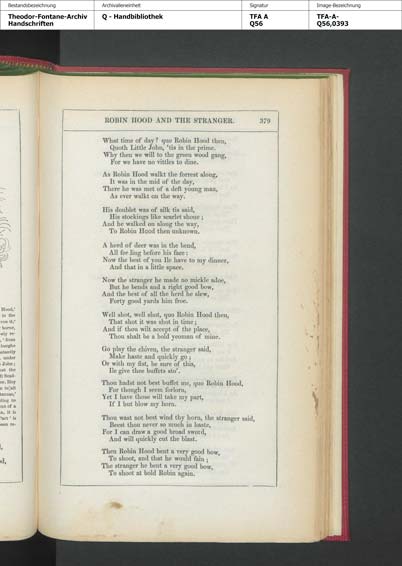 Bestandsbezeichnung
Theodor-Fontane-Archiv
Handschriften
Archivalieneinheit
Q - Handbibliothek
Signatur
TFA A
Q56
Image-Bezeichnung
TFA-A-
Q56,0393
ROBIN HOOD AND THE STRANGER. 379
What time of day? quo Robin Hood then,
Quoth Little John, 'tis in the prime.
Why then we will to the green wood gang,
For we have no vittles to dine.
As Robin Hood walkt the forrest along,
It was in the mid of the day,
There he was met of a deft young man,
As ever walkt on the way.
His doublet was of silk tis said,
His stockings like scarlet shone;
And he walked on along the way,
To Robin Hood then unknown.
A herd of deer was in the bend,
All feeding before his face:
Now the best of you Ile have to my dinner,
And that in a little space.
Now the stranger he made no mickle adoe,
But he bends and a right good bow,
And the best of all the herd he slew,
Forty good yards him froe.
Well shot, well shot, quo Robin Hood then,
That shot it was shot in time;
And if thou wilt accept of the place,
Thou shalt be a bold yeoman of mine.
Go play the chiven, the stranger said,
Make haste and quickly go;
Or with my fist, be sure of this,
Ile give thee buffets sto'.
Thou hadst not best buffet me, quo Robin Hood,
For though I seem forlorn,
Yet I have those will take my part,
If I but blow my horn.
Thou wast not best wind thy horn, the stranger said,
Beest thou never so much in haste,
For I can draw a good broad sword,
And will quickly cut the blast.
Then Robin Hood bent a very good bow,
To shoot, and that he would fain;
The stranger he bent a very good bow,
To shoot at bold Robin again.